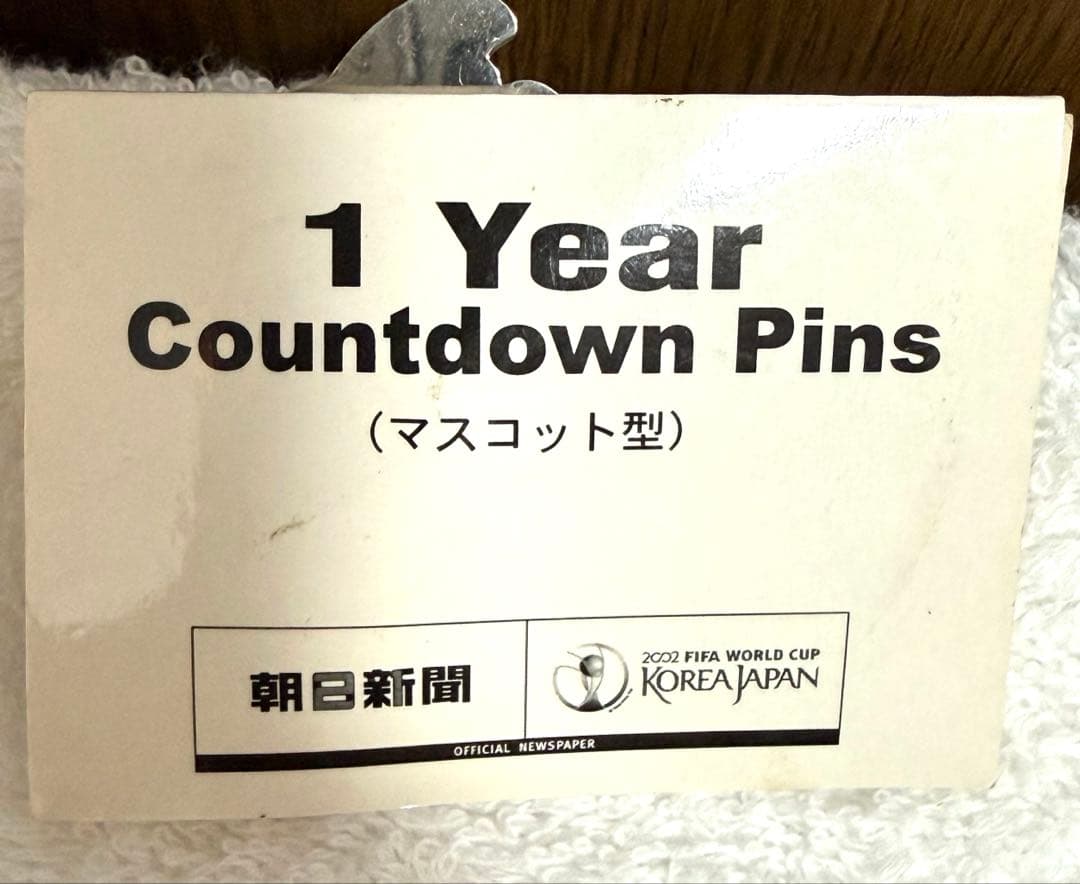 1 Year
Countdown Pins
（マスコット型）
朝日新聞
2002 FIFA WORLD CUP
KOREA JAPAN
OFFICIAL NEWSPAPER